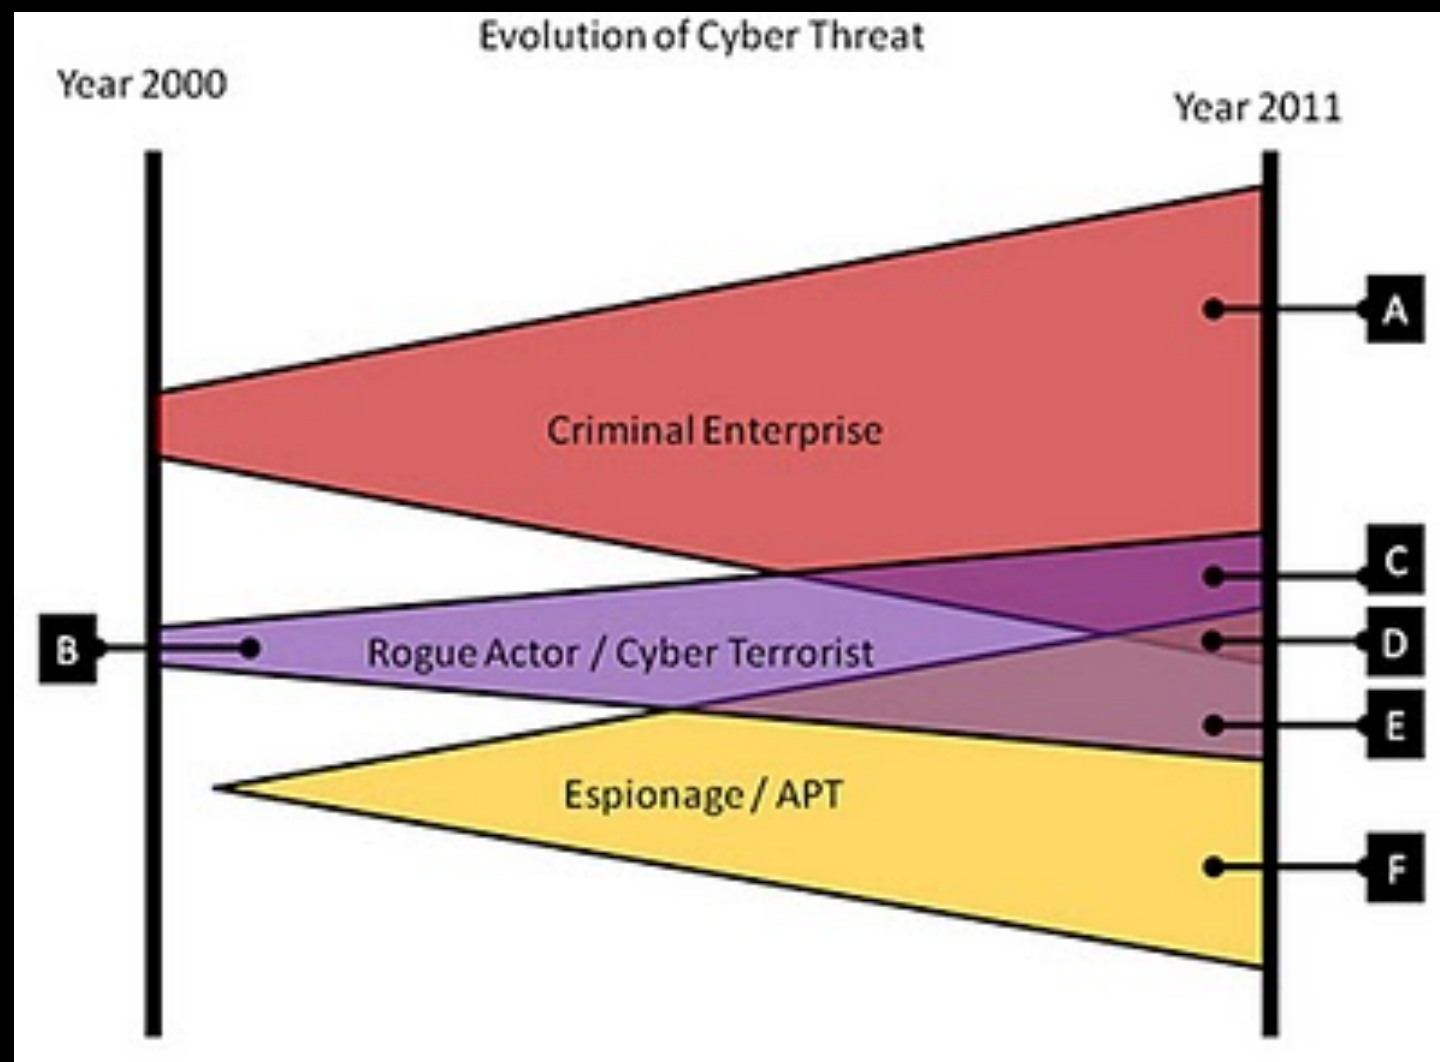 Evolution of Cyber Threat
Year 2000
Year 2011
A
Criminal Enterprise
C
B
Rogue Actor / Cyber Terrorist
D
E
Espionage / APT
F